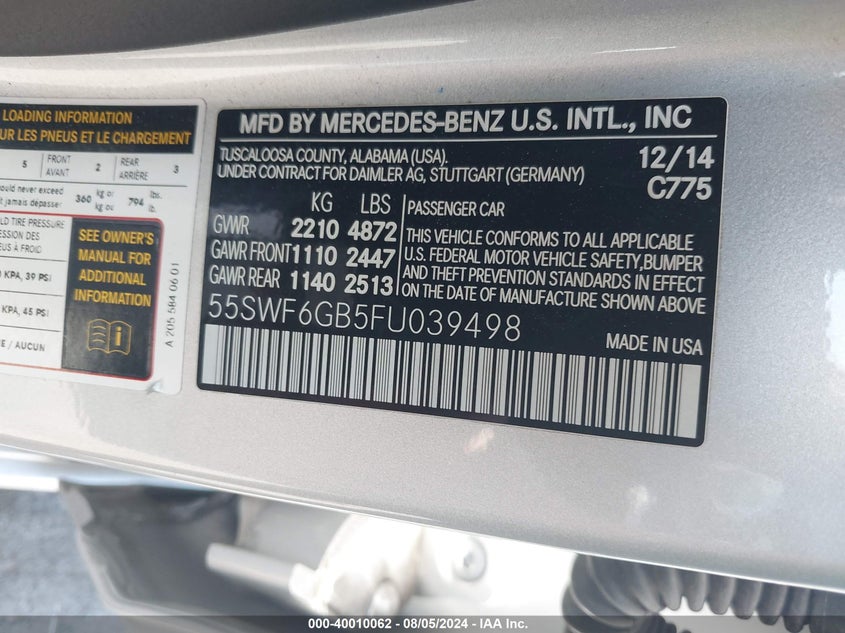 LOADING INFORMATION
UR LES PNEUS ET LE CHARGEMENT
5 FRONT AVANT 2 REAR ARRIÈRE 3
ould never exceed
t jamais dépasser 360 kg or kg ou 794 lbs. lb.
LD TIRE PRESSURE
ESSION DES
EUS À FROID
KPA, 39 PSI
KPA, 45 PSI
E / AUCUN
SEE OWNER'S
MANUAL FOR
ADDITIONAL
INFORMATION
A 205 584 06 01
MFD BY MERCEDES-BENZ U.S. INTL., INC
TUSCALOOSA COUNTY, ALABAMA (USA).
UNDER CONTRACT FOR DAIMLER AG, STUTTGART (GERMANY)
12/14
C775
KG LBS
GVWR 2210 4872
GAWR FRONT 1110 2447
GAWR REAR 1140 2513
PASSENGER CAR
THIS VEHICLE CONFORMS TO ALL APPLICABLE
U.S. FEDERAL MOTOR VEHICLE SAFETY, BUMPER
AND THEFT PREVENTION STANDARDS IN EFFECT
ON THE DATE OF MANUFACTURE SHOWN ABOVE.
55SWF6GB5FU039498
MADE IN USA
000-40010062 - 08/05/2024 - IAA Inc.